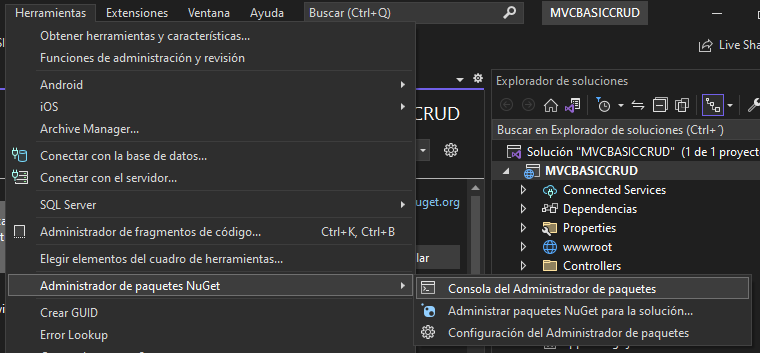 Herramientas Extensiones Ventana Ayuda Buscar (Ctrl+Q) MVCBASICCRUD
Obtener herramientas y características...
Funciones de administración y revisión
Live Sha
Android
iOS
Archive Manager...
Conectar con la base de datos...
Conectar con el servidor...
SQL Server
Administrador de fragmentos de código... Ctrl+K, Ctrl+B
Elegir elementos del cuadro de herramientas...
Administrador de paquetes NuGet
Crear GUID
Error Lookup
CCRUD
uget.org
lar
Explorador de soluciones
Buscar en Explorador de soluciones (Ctrl+´)
Solución "MVCBASICCRUD" (1 de 1 proyecto
MVCBASICCRUD
Connected Services
Dependencias
Properties
wwwroot
Controllers
Consola del Administrador de paquetes
Administrar paquetes NuGet para la solución...
Configuración del Administrador de paquetes